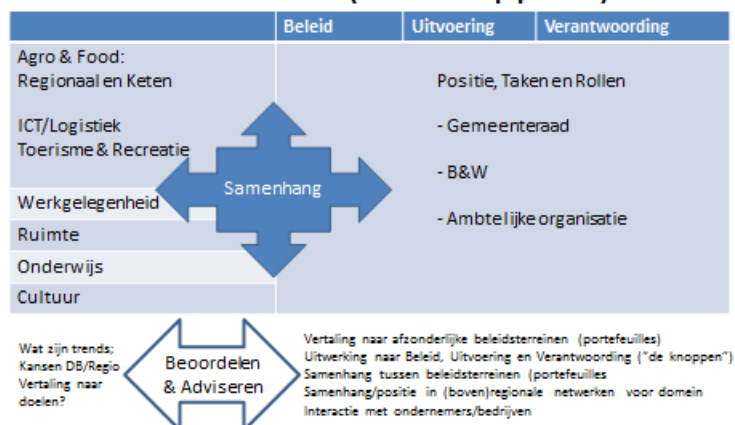 Beleid Uitvoering Verantwoording
Agro & Food:
Regionaal en Keten
ICT/Logistiek
Toerisme & Recreatie
Werkgelegenheid
Ruimte
Onderwijs
Cultuur
Samenhang
Positie, Taken en Rollen
- Gemeenteraad
- B&W
- Ambtelijke organisatie
Wat zijn trends;
Kansen DB/Regio
Vertaling naar
doelen?
Beoordelen
& Adviseren
Vertaling naar afzonderlijke beleidsterreinen (portefeuilles)
Uitwerking naar Beleid, Uitvoering en Verantwoording ("de knoppen")
Samenhang tussen beleidsterreinen (portefeuilles
Samenhang/positie in (boven)regionale netwerken voor domein
Interactie met ondernemers/bedrijven